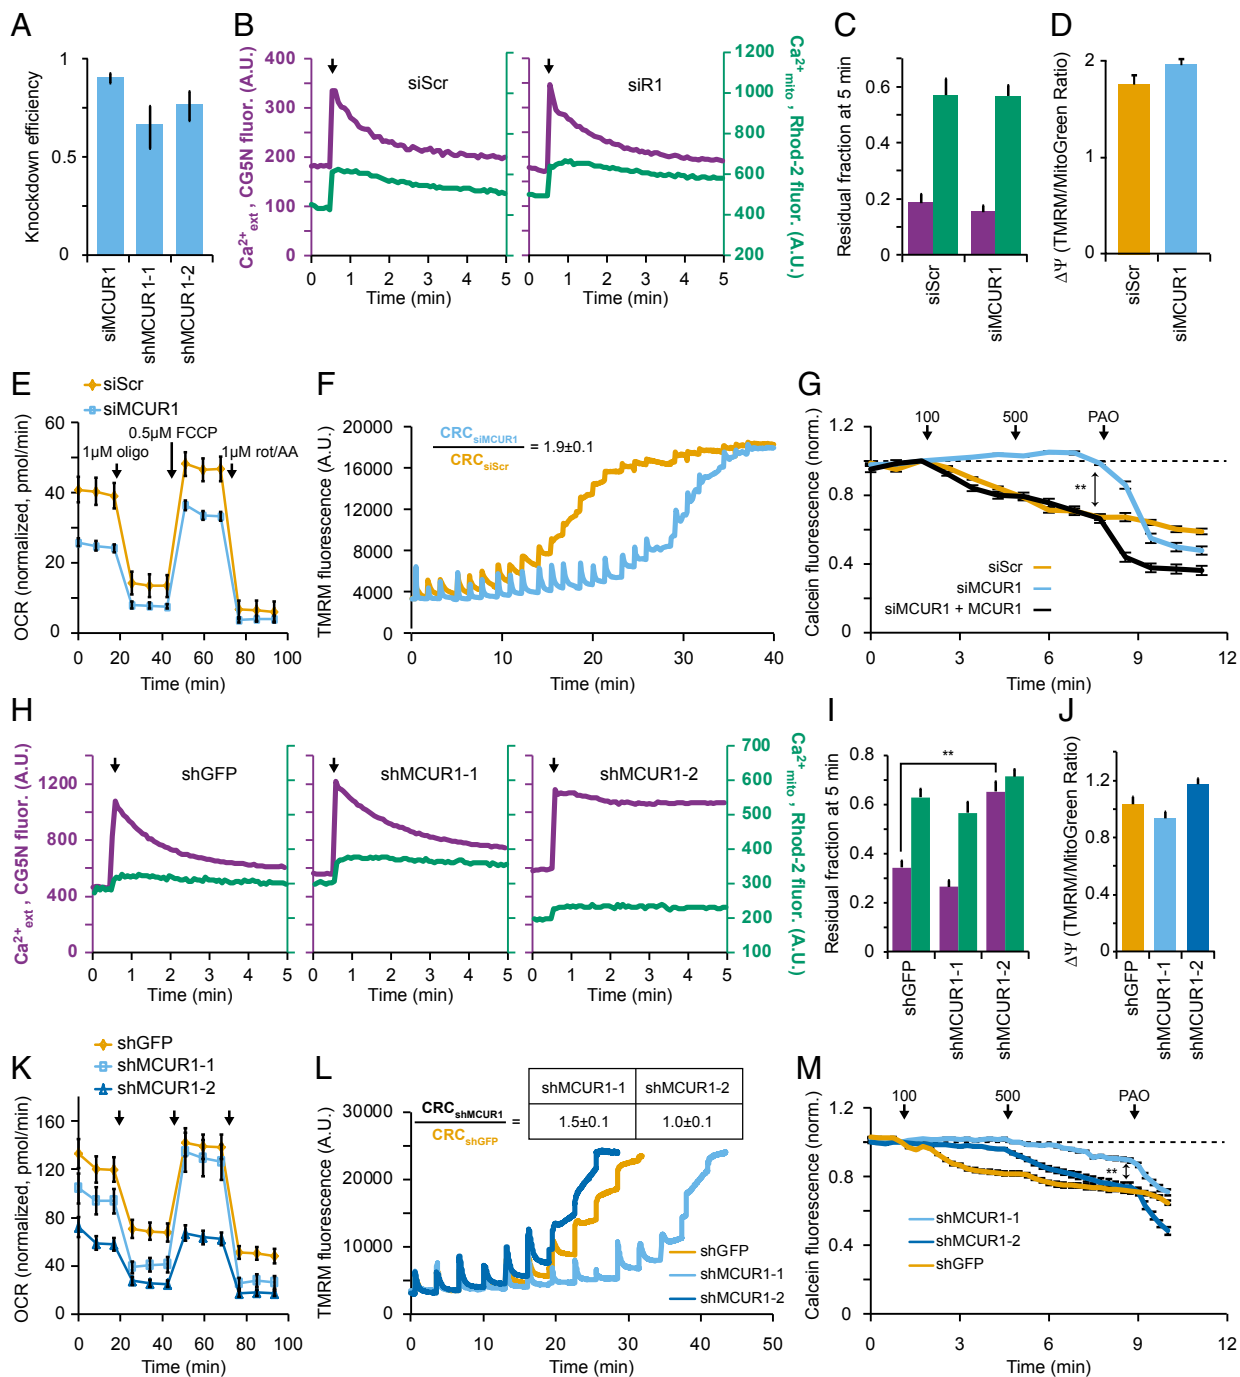 A
Knockdown efficiency
1
0.5
0
siMCUR1
shMCUR1-1
shMCUR1-2
B
Ca2+ext , CG5N fluor. (A.U.)
400
300
200
100
0
siScr
siR1
1200
1000
800
600
400
200
Ca2+mito , Rhod-2 fluor. (A.U.)
0 1 2 3 4 5
Time (min)
0 1 2 3 4 5
Time (min)
C
Residual fraction at 5 min
0.6
0.4
0.2
0
siScr
siMCUR1
D
ΔΨ (TMRM/MitoGreen Ratio)
2
1
0
siScr
siMCUR1
E
siScr
siMCUR1
OCR (normalized, pmol/min)
60
40
20
0
1μM oligo
0.5μM FCCP
1μM rot/AA
0 20 40 60 80 100
Time (min)
F
TMRM fluorescence (A.U.)
20000
16000
12000
8000
4000
0
CRCsiMCUR1
CRCsiScr
= 1.9±0.1
0 10 20 30 40
Time (min)
G
Calcein fluorescence (norm.)
1.2
0.8
0.4
0
100
500
PAO
**
siScr
siMCUR1
siMCUR1 + MCUR1
0 3 6 9 12
Time (min)
H
Ca2+ext , CG5N fluor. (A.U.)
1200
800
400
0
shGFP
shMCUR1-1
shMCUR1-2
700
600
500
400
300
200
100
Ca2+mito , Rhod-2 fluor. (A.U.)
0 1 2 3 4 5
Time (min)
0 1 2 3 4 5
Time (min)
0 1 2 3 4 5
Time (min)
I
Residual fraction at 5 min
0.8
0.6
0.4
0.2
0
**
shGFP
shMCUR1-1
shMCUR1-2
J
ΔΨ (TMRM/MitoGreen Ratio)
1.2
0.8
0.4
0
shGFP
shMCUR1-1
shMCUR1-2
K
shGFP
shMCUR1-1
shMCUR1-2
OCR (normalized, pmol/min)
160
120
80
40
0
0 20 40 60 80 100
Time (min)
L
TMRM fluorescence (A.U.)
30000
20000
10000
0
CRCshMCUR1
CRCshGFP
=
shMCUR1-1 shMCUR1-2
1.5±0.1 1.0±0.1
shGFP
shMCUR1-1
shMCUR1-2
0 10 20 30 40 50
Time (min)
M
Calcein fluorescence (norm.)
1.2
0.8
0.4
0
100
500
PAO
**
shMCUR1-1
shMCUR1-2
shGFP
0 3 6 9 12
Time (min)